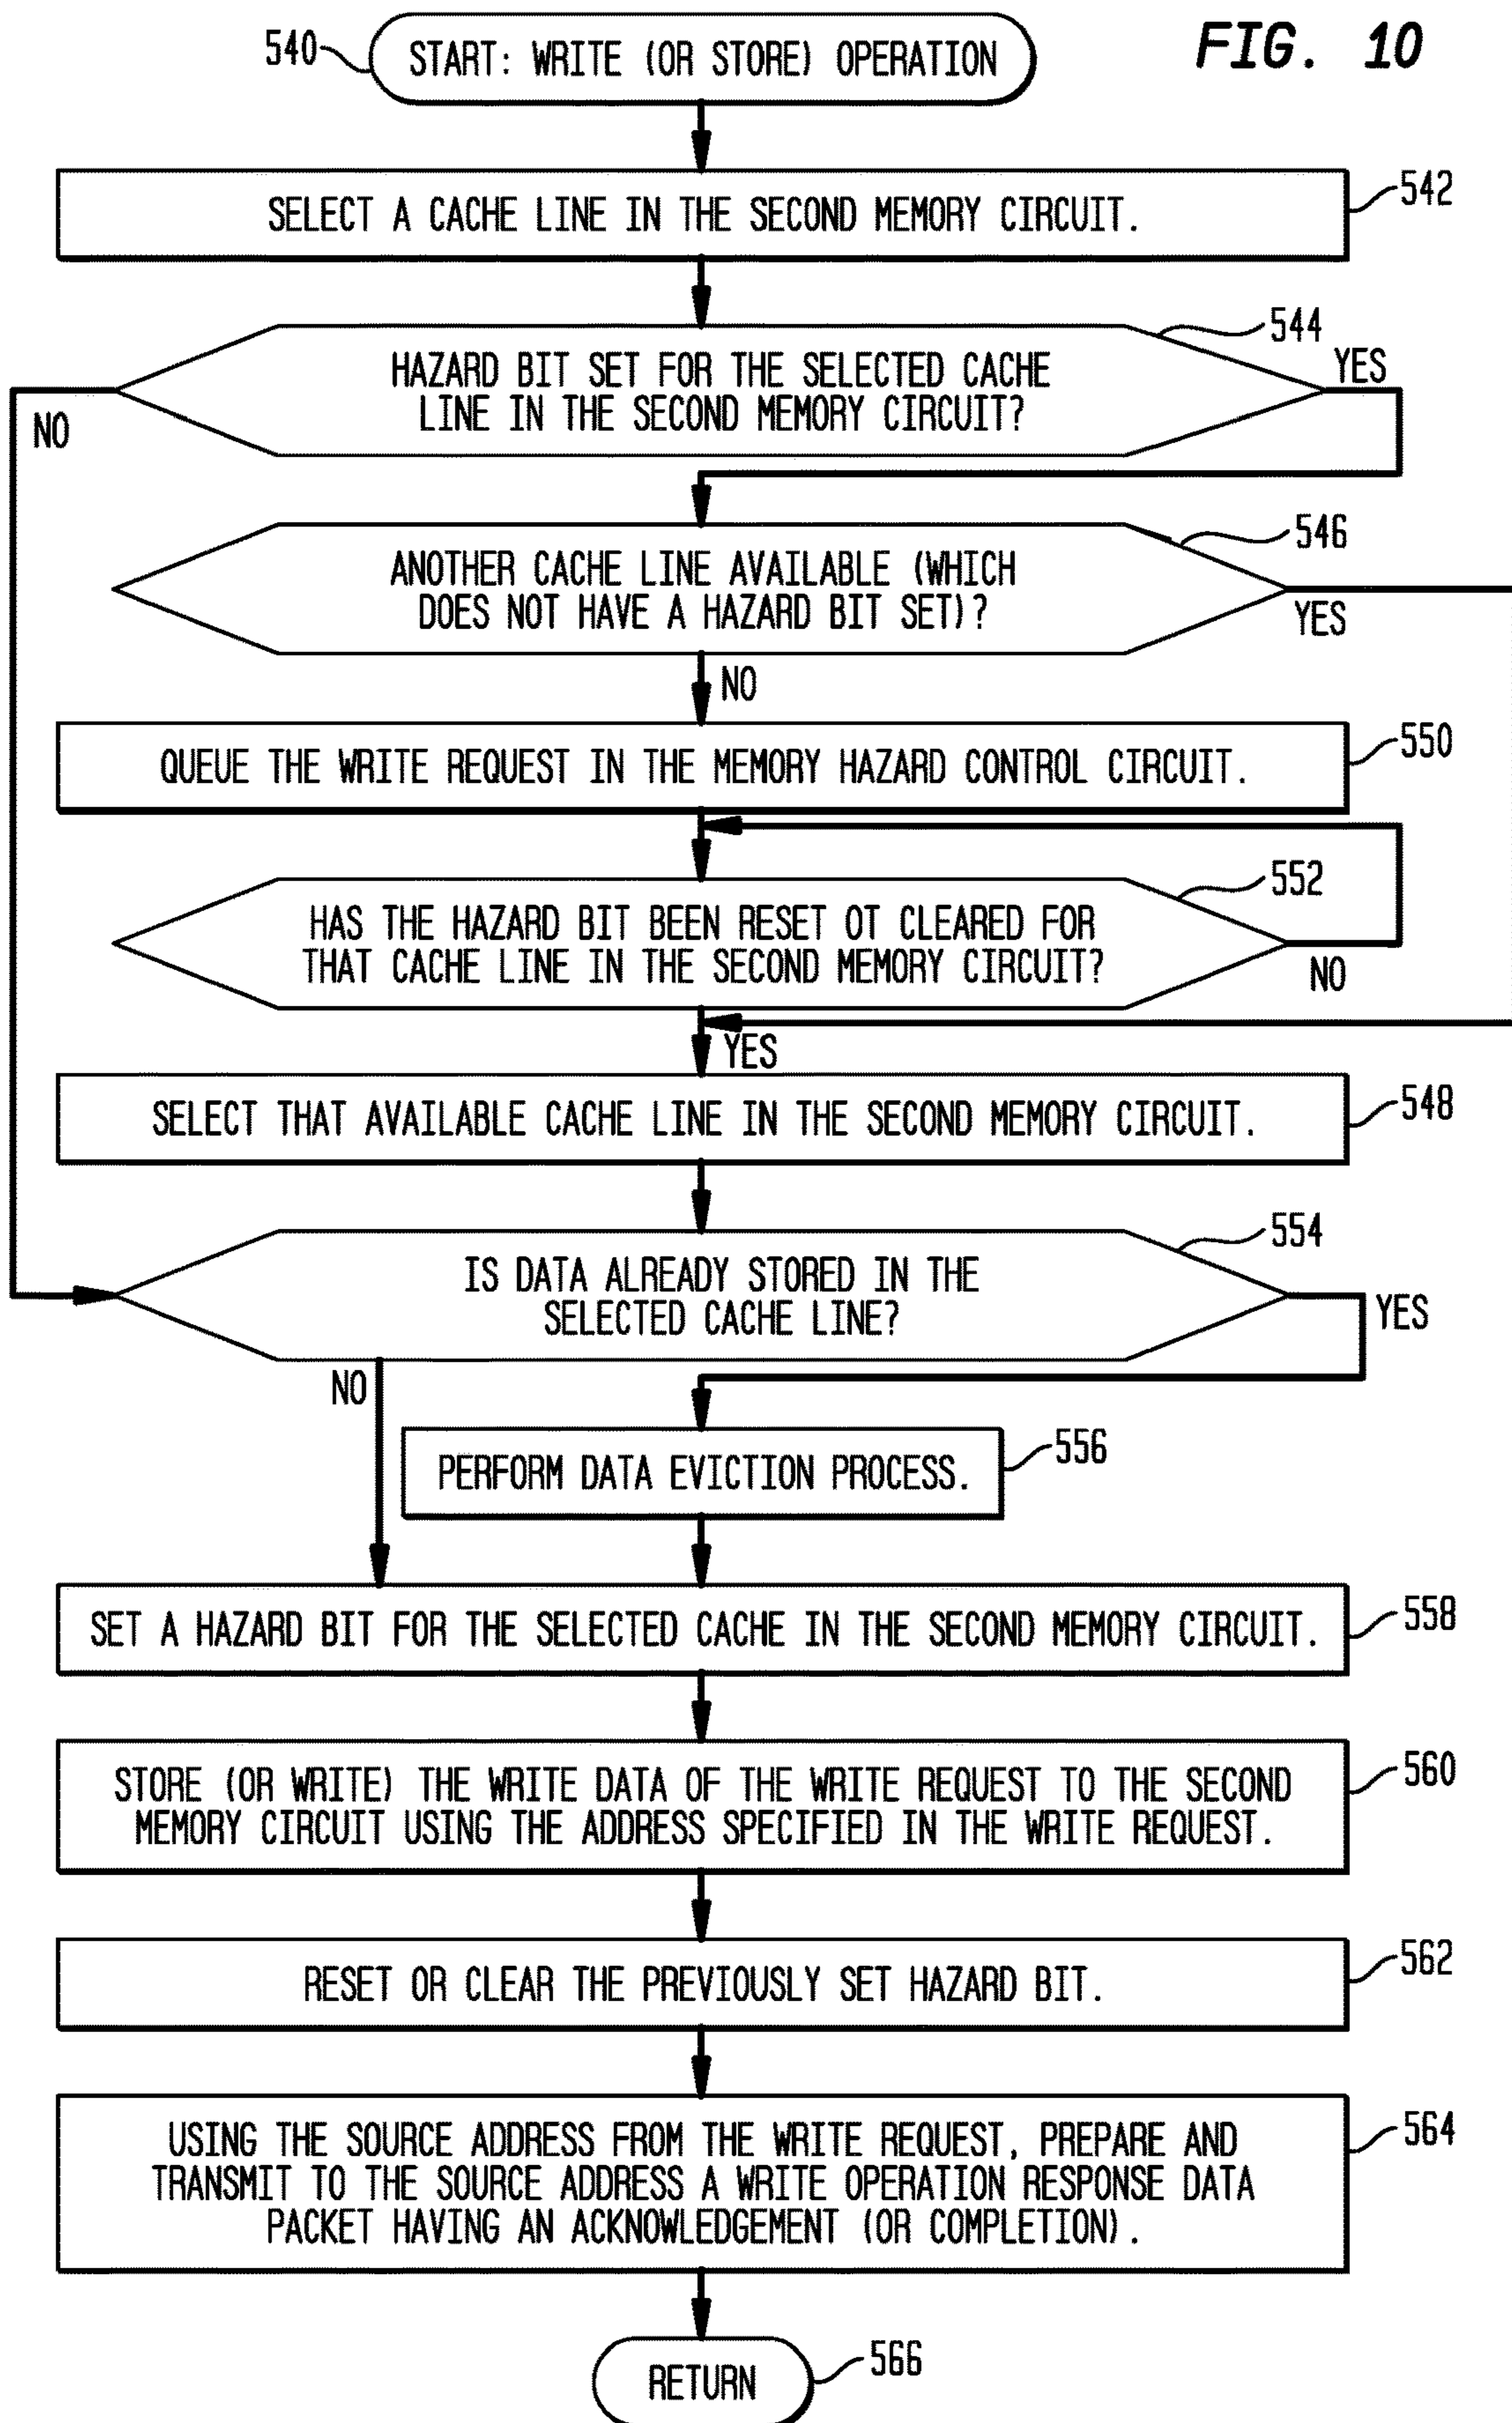 FIG. 10
540
START: WRITE (OR STORE) OPERATION
542
SELECT A CACHE LINE IN THE SECOND MEMORY CIRCUIT.
544
HAZARD BIT SET FOR THE SELECTED CACHE
LINE IN THE SECOND MEMORY CIRCUIT?
YES
NO
546
ANOTHER CACHE LINE AVAILABLE (WHICH
DOES NOT HAVE A HAZARD BIT SET)?
YES
NO
550
QUEUE THE WRITE REQUEST IN THE MEMORY HAZARD CONTROL CIRCUIT.
552
HAS THE HAZARD BIT BEEN RESET OT CLEARED FOR
THAT CACHE LINE IN THE SECOND MEMORY CIRCUIT?
NO
YES
548
SELECT THAT AVAILABLE CACHE LINE IN THE SECOND MEMORY CIRCUIT.
554
IS DATA ALREADY STORED IN THE
SELECTED CACHE LINE?
YES
NO
556
PERFORM DATA EVICTION PROCESS.
558
SET A HAZARD BIT FOR THE SELECTED CACHE IN THE SECOND MEMORY CIRCUIT.
560
STORE (OR WRITE) THE WRITE DATA OF THE WRITE REQUEST TO THE SECOND
MEMORY CIRCUIT USING THE ADDRESS SPECIFIED IN THE WRITE REQUEST.
562
RESET OR CLEAR THE PREVIOUSLY SET HAZARD BIT.
564
USING THE SOURCE ADDRESS FROM THE WRITE REQUEST, PREPARE AND
TRANSMIT TO THE SOURCE ADDRESS A WRITE OPERATION RESPONSE DATA
PACKET HAVING AN ACKNOWLEDGEMENT (OR COMPLETION).
566
RETURN